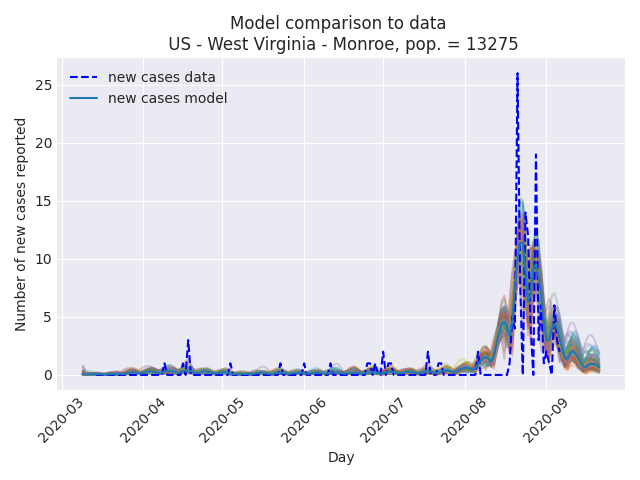 Model comparison to data
US - West Virginia - Monroe, pop. = 13275
new cases data
new cases model
Number of new cases reported
25
20
15
10
5
0
2020-03
2020-04
2020-05
2020-06
2020-07
2020-08
2020-09
Day